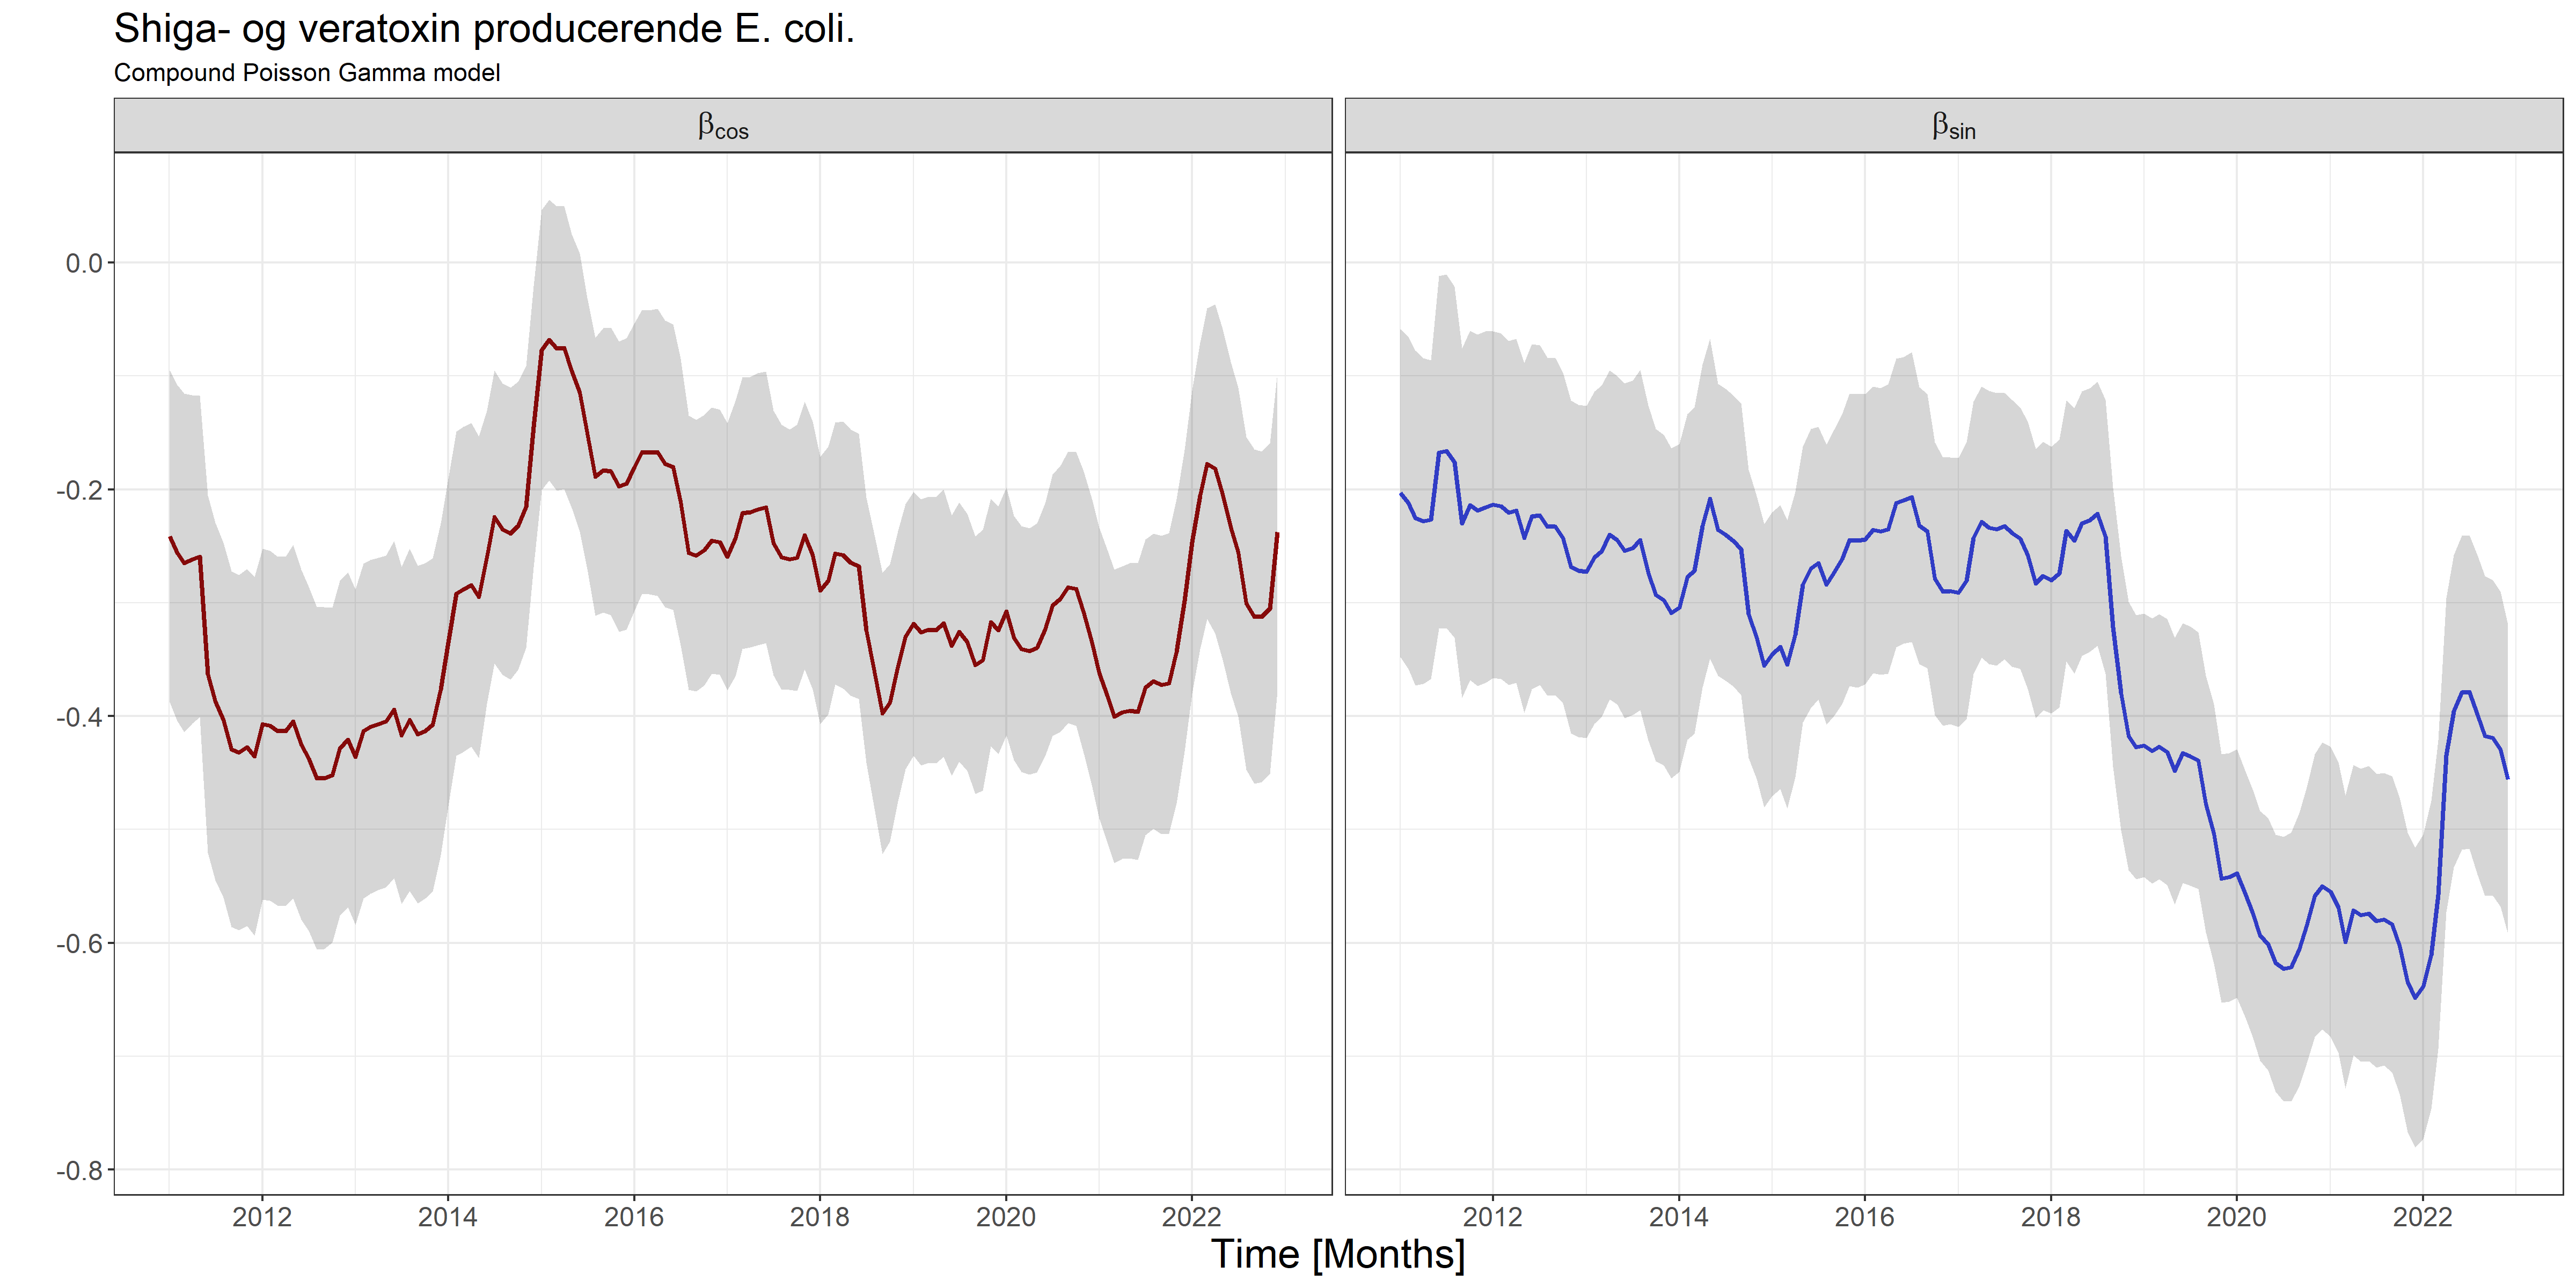 Shiga- og veratoxin producerende E. coli.
Compound Poisson Gamma model
βcos
βsin
0.0
-0.2
-0.4
-0.6
-0.8
2012 2014 2016 2018 2020 2022
2012 2014 2016 2018 2020 2022
Time [Months]